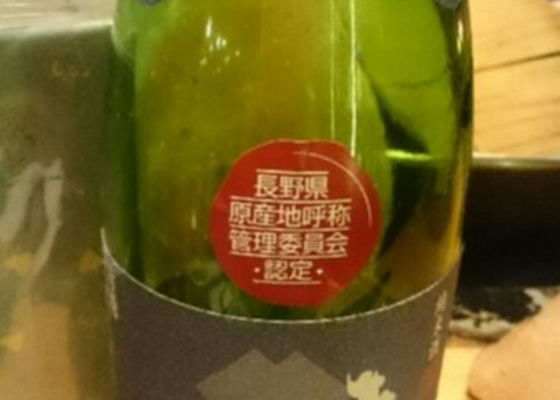 長野県
原産地呼称
管理委員会
・認定・